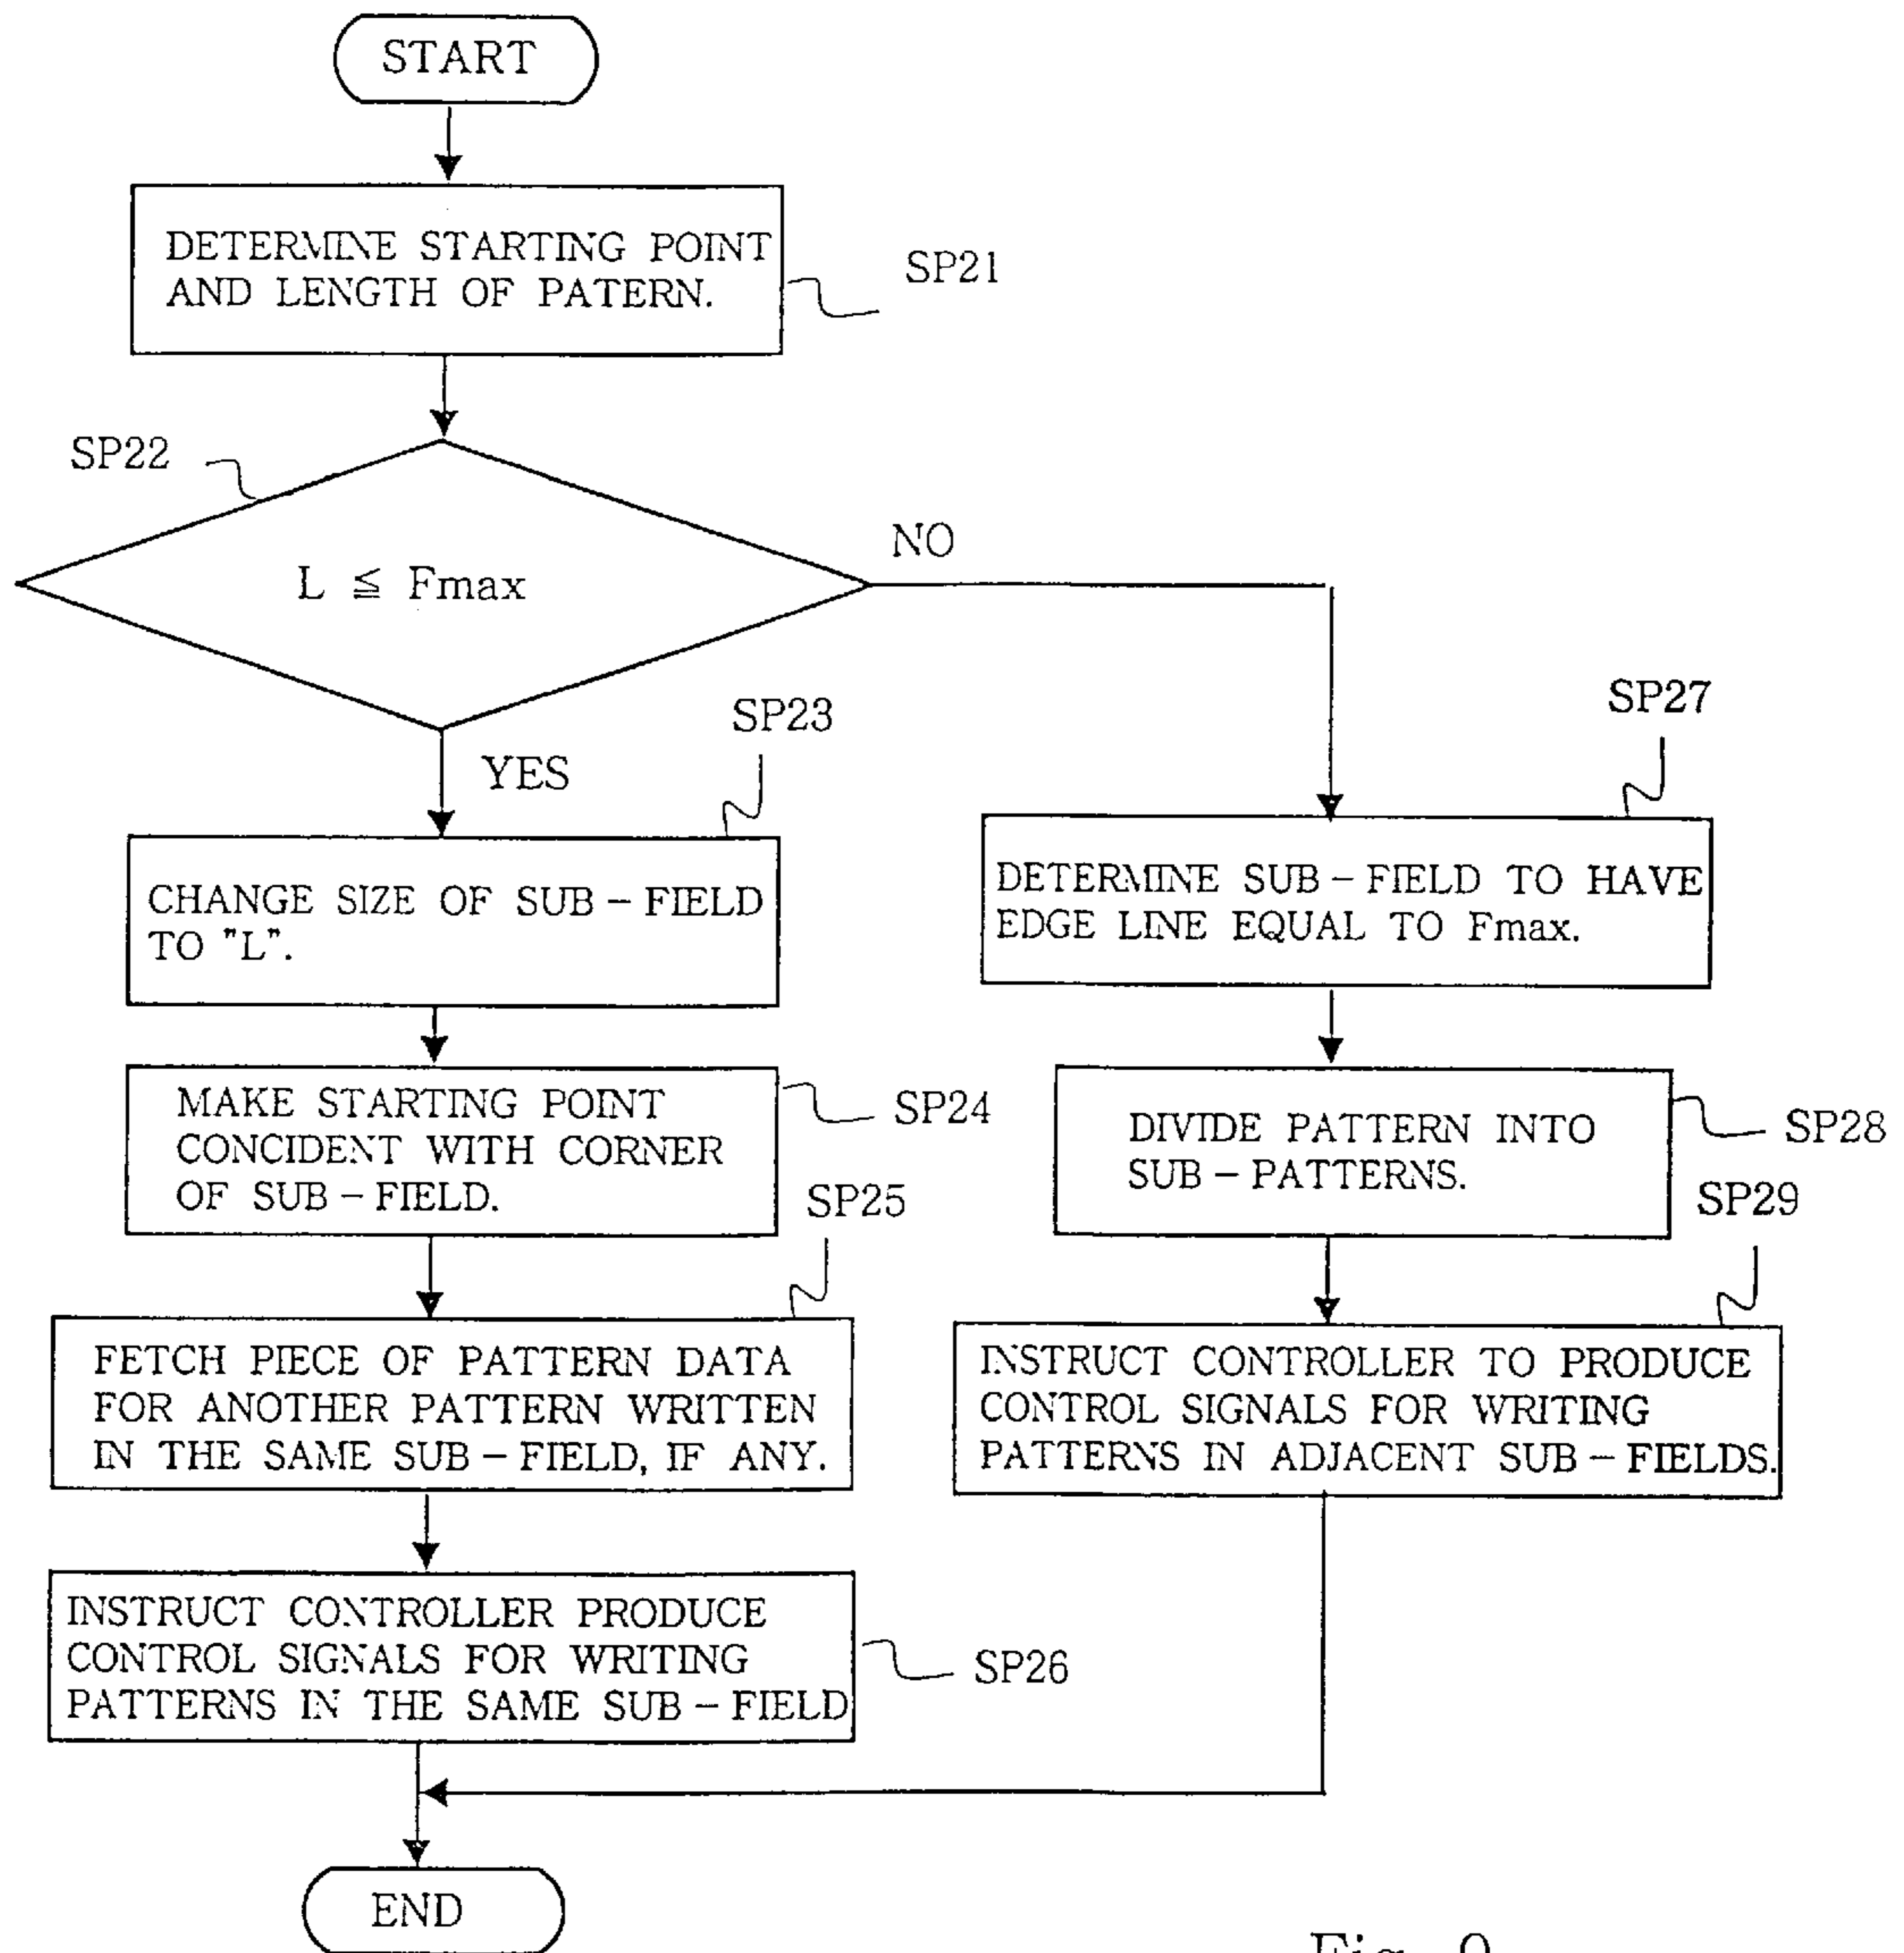 START
DETERMINE STARTING POINT
AND LENGTH OF PATERN.
SP21
SP22
L ≦ Fmax
NO
YES
SP23
CHANGE SIZE OF SUB-FIELD
TO "L".
MAKE STARTING POINT
CONCIDENT WITH CORNER
OF SUB-FIELD.
SP24
SP25
FETCH PIECE OF PATTERN DATA
FOR ANOTHER PATTERN WRITTEN
IN THE SAME SUB-FIELD, IF ANY.
INSTRUCT CONTROLLER PRODUCE
CONTROL SIGNALS FOR WRITING
PATTERNS IN THE SAME SUB-FIELD
SP26
SP27
DETERMINE SUB-FIELD TO HAVE
EDGE LINE EQUAL TO Fmax.
DIVIDE PATTERN INTO
SUB-PATTERNS.
SP28
SP29
INSTRUCT CONTROLLER TO PRODUCE
CONTROL SIGNALS FOR WRITING
PATTERNS IN ADJACENT SUB-FIELDS.
END